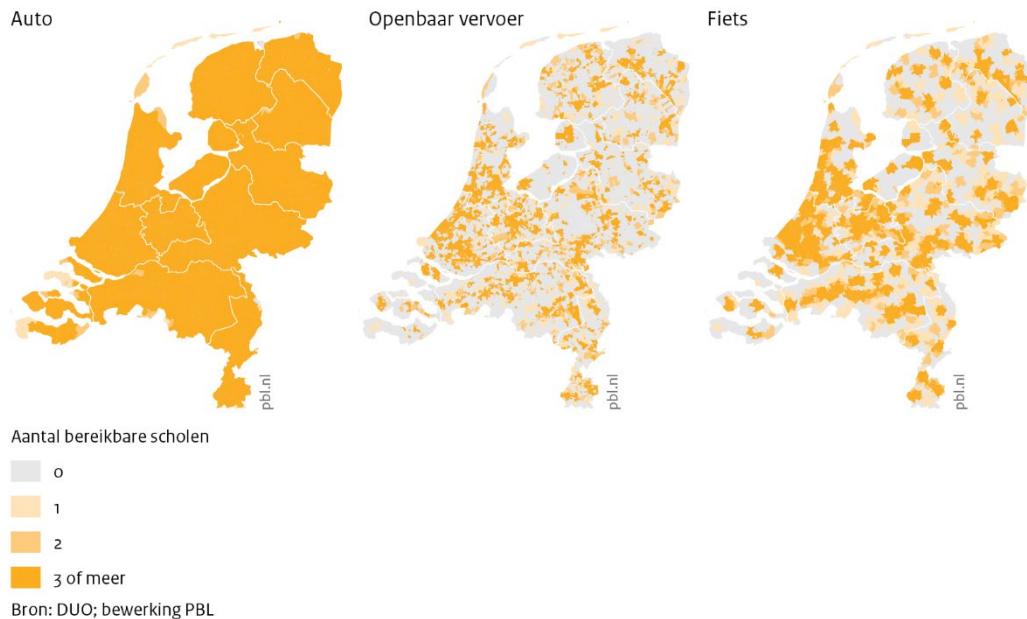 Auto
Openbaar vervoer
Fiets
pbl.nl
pbl.nl
pbl.nl
Aantal bereikbare scholen
0
1
2
3 of meer
Bron: DUO; bewerking PBL